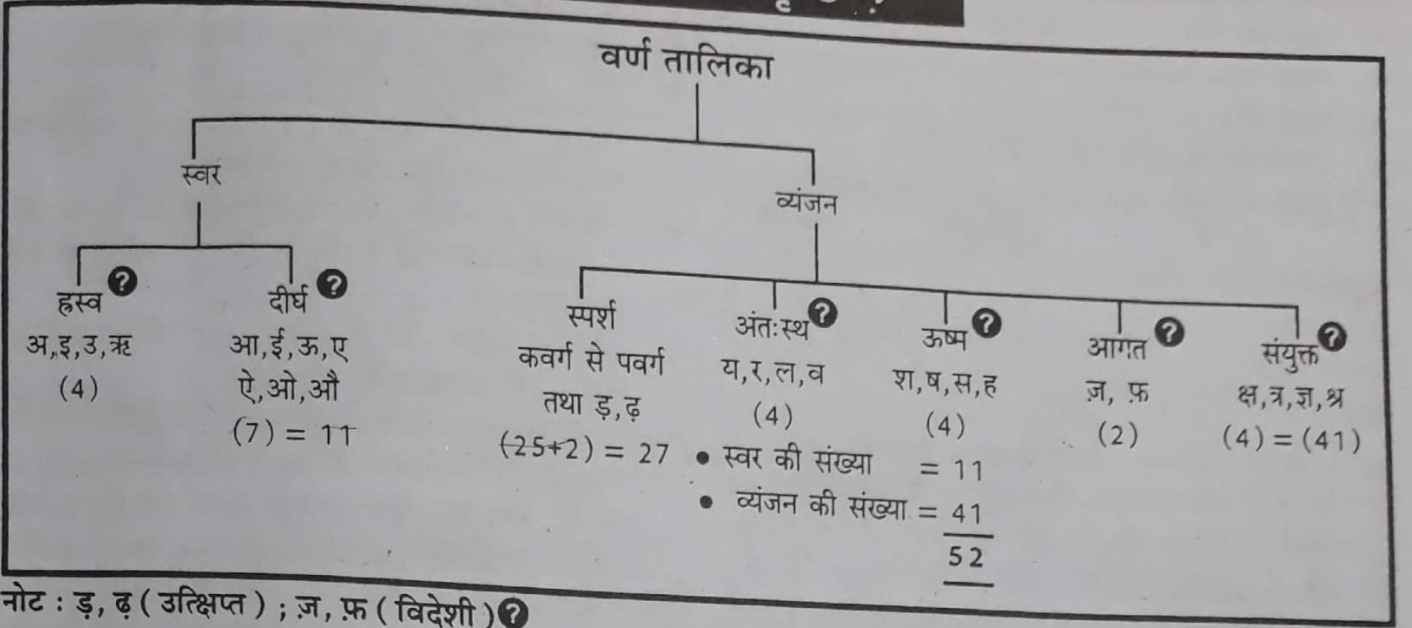 वर्ण तालिका
स्वर
व्यंजन
ह्रस्व ?
दीर्घ ?
स्पर्श
अंतःस्थ ?
ऊष्म ?
आगत ?
संयुक्त ?
अ,इ,उ,ऋ
(4)
आ,ई,ऊ,ए
ऐ,ओ,औ
(7) = 11
कवर्ग से पवर्ग
तथा ड़,ढ़
(25+2) = 27
य,र,ल,व
(4)
श,ष,स,ह
(4)
ज़, फ़
(2)
क्ष,त्र,ज्ञ,श्र
(4) = (41)
• स्वर की संख्या = 11
• व्यंजन की संख्या = 41
52
नोट : ड़, ढ़ ( उत्क्षिप्त ) ; ज़, फ़ ( विदेशी ) ?